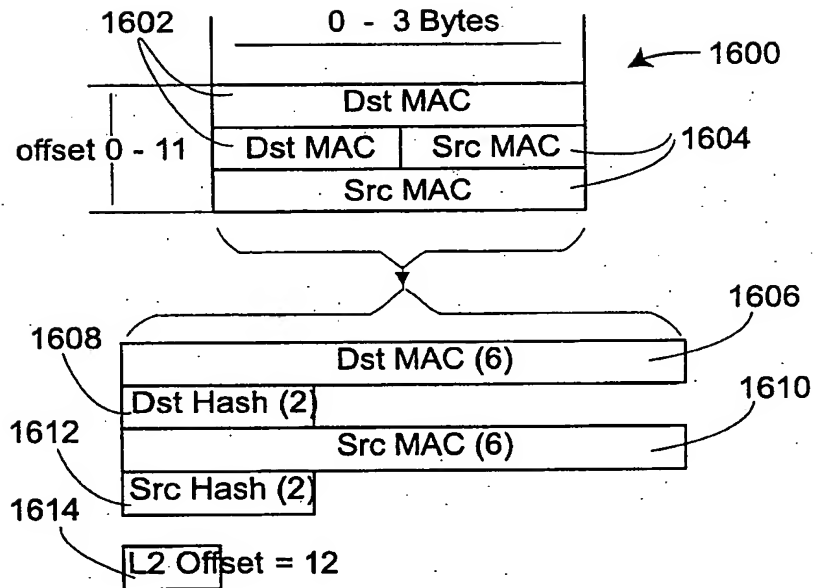 1602
0 - 3 Bytes
1600
Dst MAC
offset 0 - 11
Dst MAC
Src MAC
1604
Src MAC
1606
1608
Dst MAC (6)
Dst Hash (2)
1610
1612
Src MAC (6)
Src Hash (2)
1614
L2 Offset = 12